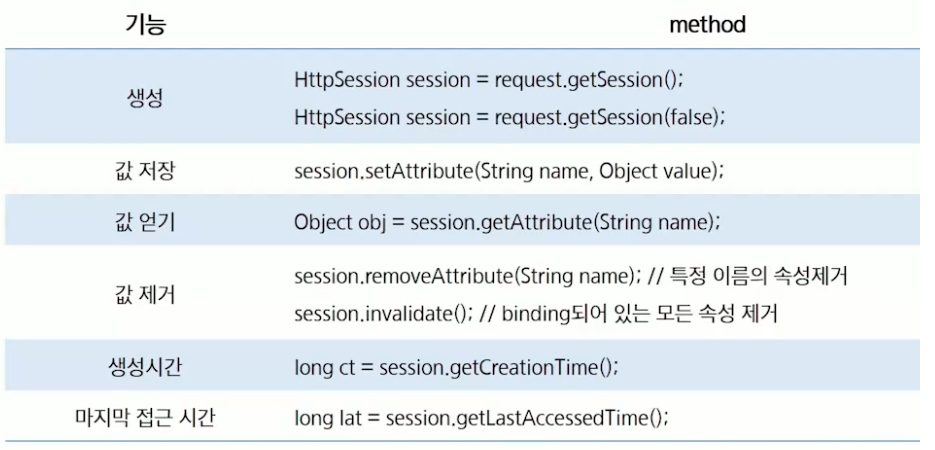 기능 method
생성
HttpSession session = request.getSession();
HttpSession session = request.getSession(false);
값 저장 session.setAttribute(String name, Object value);
값 얻기 Object obj = session.getAttribute(String name);
값 제거
session.removeAttribute(String name); // 특정 이름의 속성제거
session.invalidate(); // binding되어 있는 모든 속성 제거
생성시간 long ct = session.getCreationTime();
마지막 접근 시간 long lat = session.getLastAccessedTime();